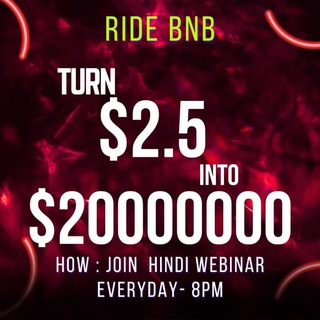 RIDE BNB
TURN
$2.5
INTO
$20000000
HOW : JOIN HINDI WEBINAR
EVERYDAY- 8PM